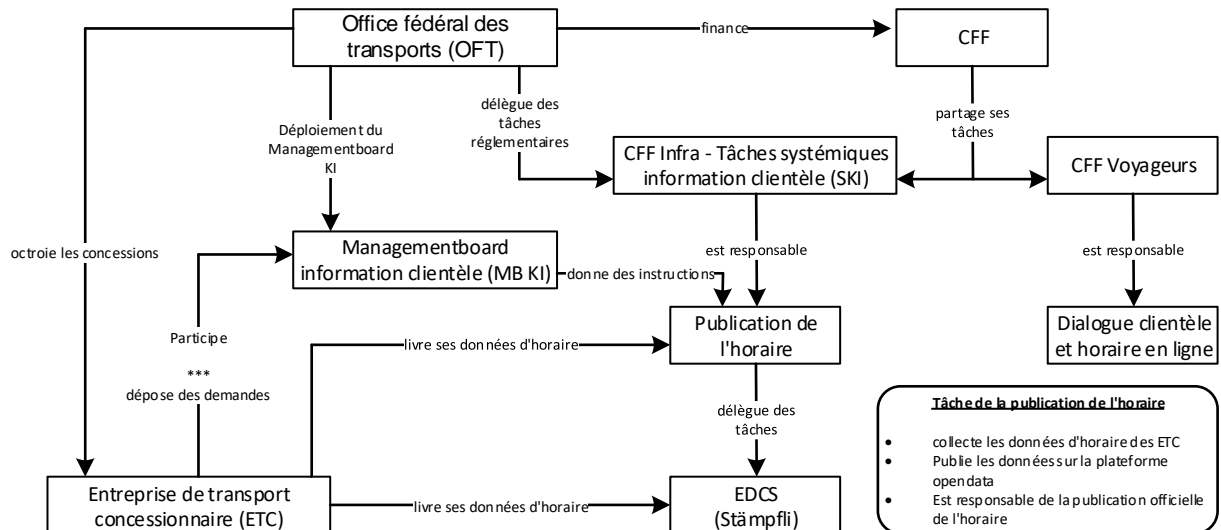 Office fédéral des
transports (OFT)
finance
CFF
Déploiement du
Managementboard
KI
délègue des
tâches
réglementaires
partage ses
tâches
CFF Infra - Tâches systémiques
information clientèle (SKI)
CFF Voyageurs
octroie les concessions
Managementboard
information clientèle (MB KI)
donne des instructions
est responsable
est responsable
Participe
***
dépose des demandes
livre ses données d'horaire
Publication de
l'horaire
Dialogue clientèle
et horaire en ligne
délègue des
tâches
Entreprise de transport
concessionnaire (ETC)
livre ses données d'horaire
EDCS
(Stämpfli)
Tâche de la publication de l'horaire
• collecte les données d'horaire des ETC
• Publie les données sur la plateforme
opendata
• Est responsable de la publication officielle
de l'horaire